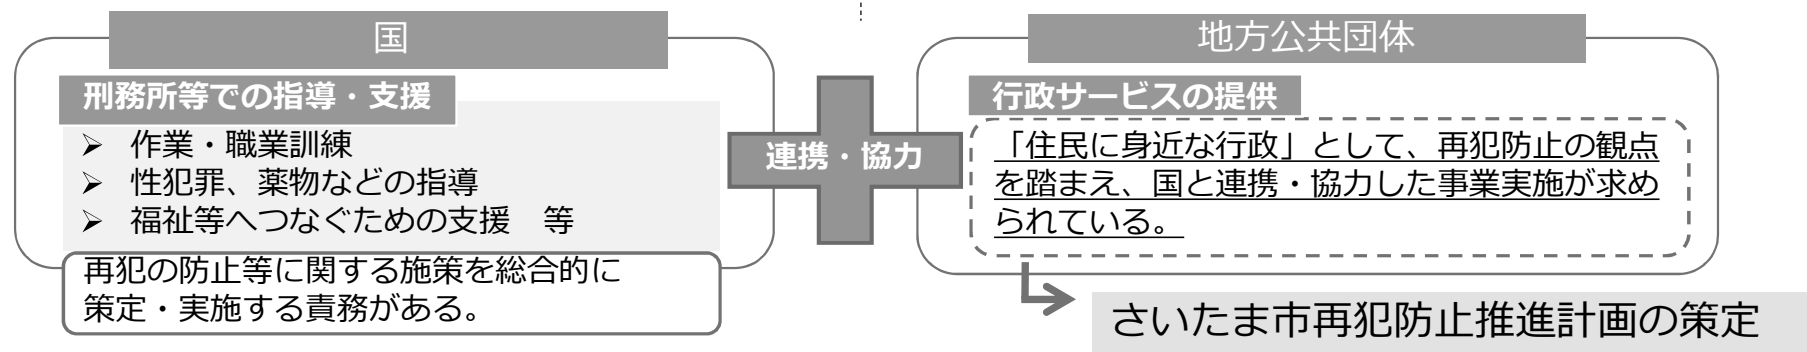 国
刑務所等での指導・支援
➢ 作業・職業訓練
➢ 性犯罪、薬物などの指導
➢ 福祉等へつなぐための支援　等
再犯の防止等に関する施策を総合的に
策定・実施する責務がある。
連携・協力
地方公共団体
行政サービスの提供
「住民に身近な行政」として、再犯防止の観点
を踏まえ、国と連携・協力した事業実施が求め
られている。
さいたま市再犯防止推進計画の策定